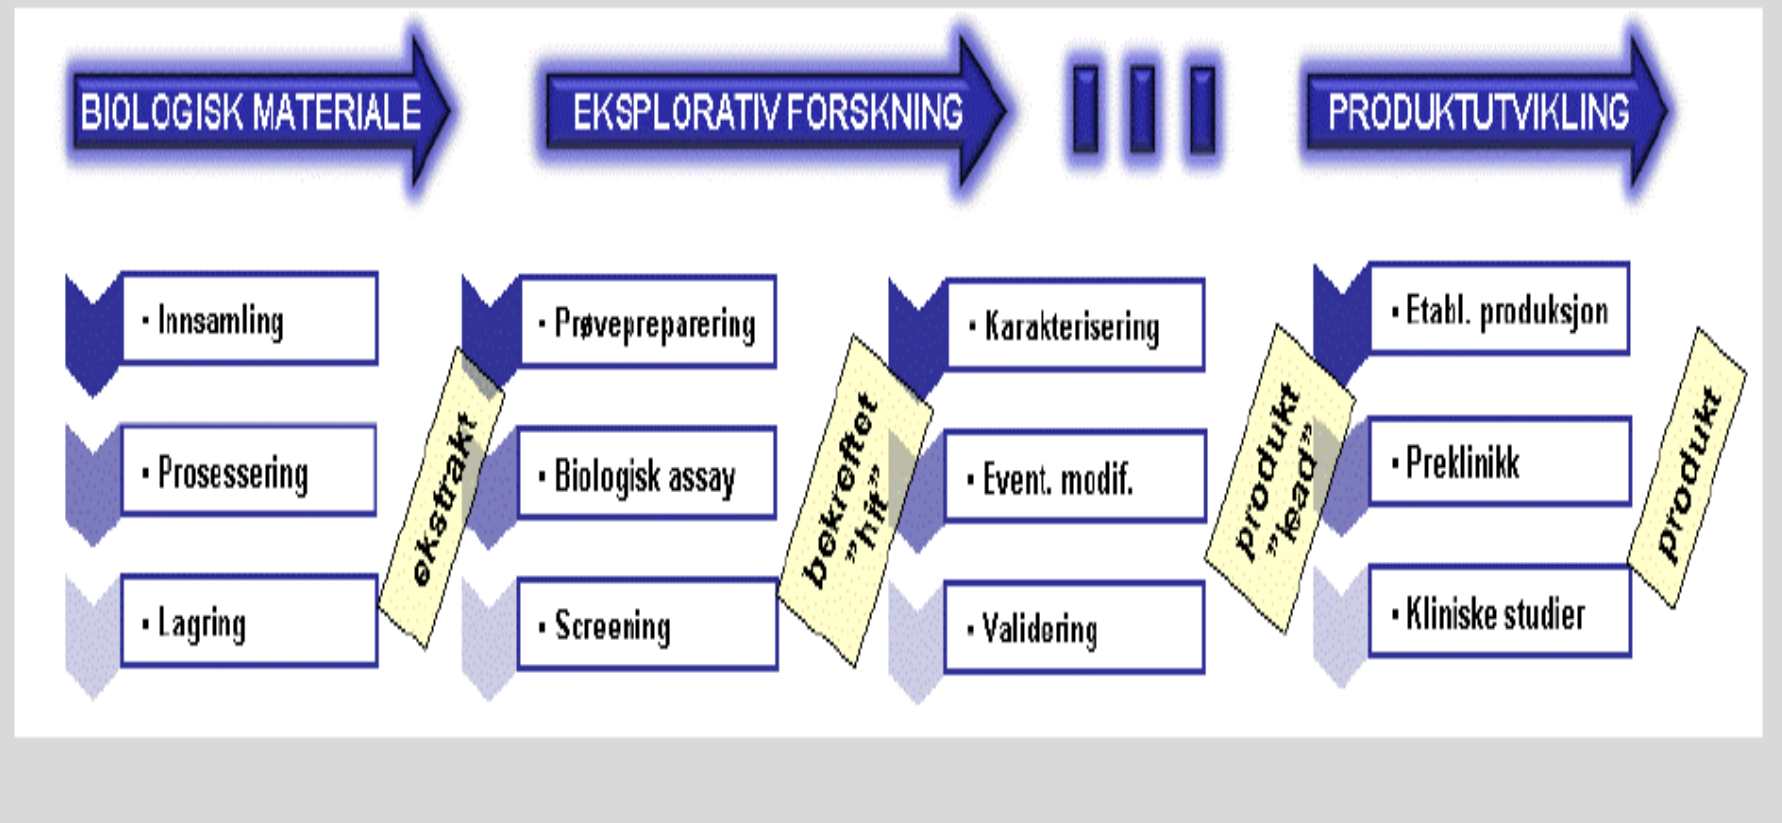 BIOLOGISK MATERIALE
EKSPLORATIV FORSKNING
PRODUKTUTVIKLING
▪ Innsamling
▪ Prosessering
▪ Lagring
ekstrakt
▪ Prøvepreparering
▪ Biologisk assay
▪ Screening
bekreftet
”hit”
▪ Karakterisering
▪ Event. modif.
▪ Validering
produkt
”lead”
▪ Etabl. produksjon
▪ Preklinikk
▪ Kliniske studier
produkt